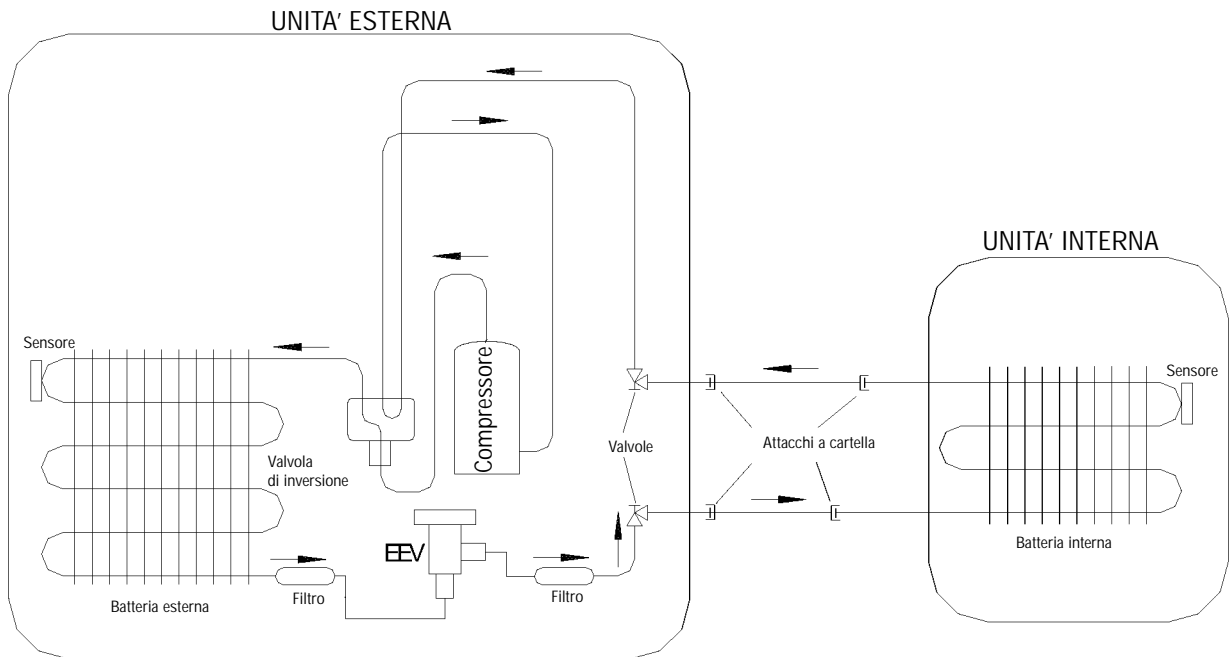 UNITA' ESTERNA
UNITA' INTERNA
Sensore
Compressore
Sensore
Valvola
di inversione
Valvole
Attacchi a cartella
EEV
Batteria interna
Filtro
Filtro
Batteria esterna